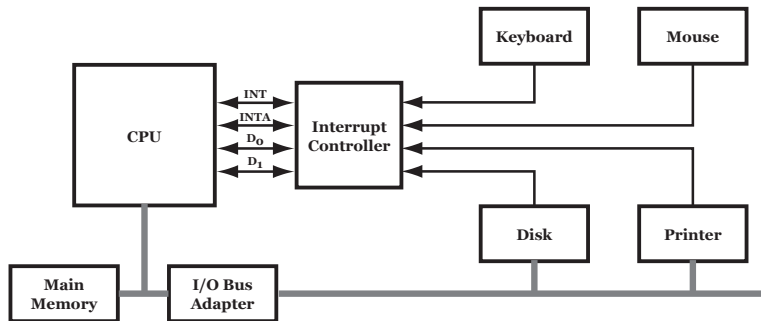 Keyboard
Mouse
INT
INTA
D0
D1
CPU
Interrupt
Controller
Disk
Printer
Main
Memory
I/O Bus
Adapter